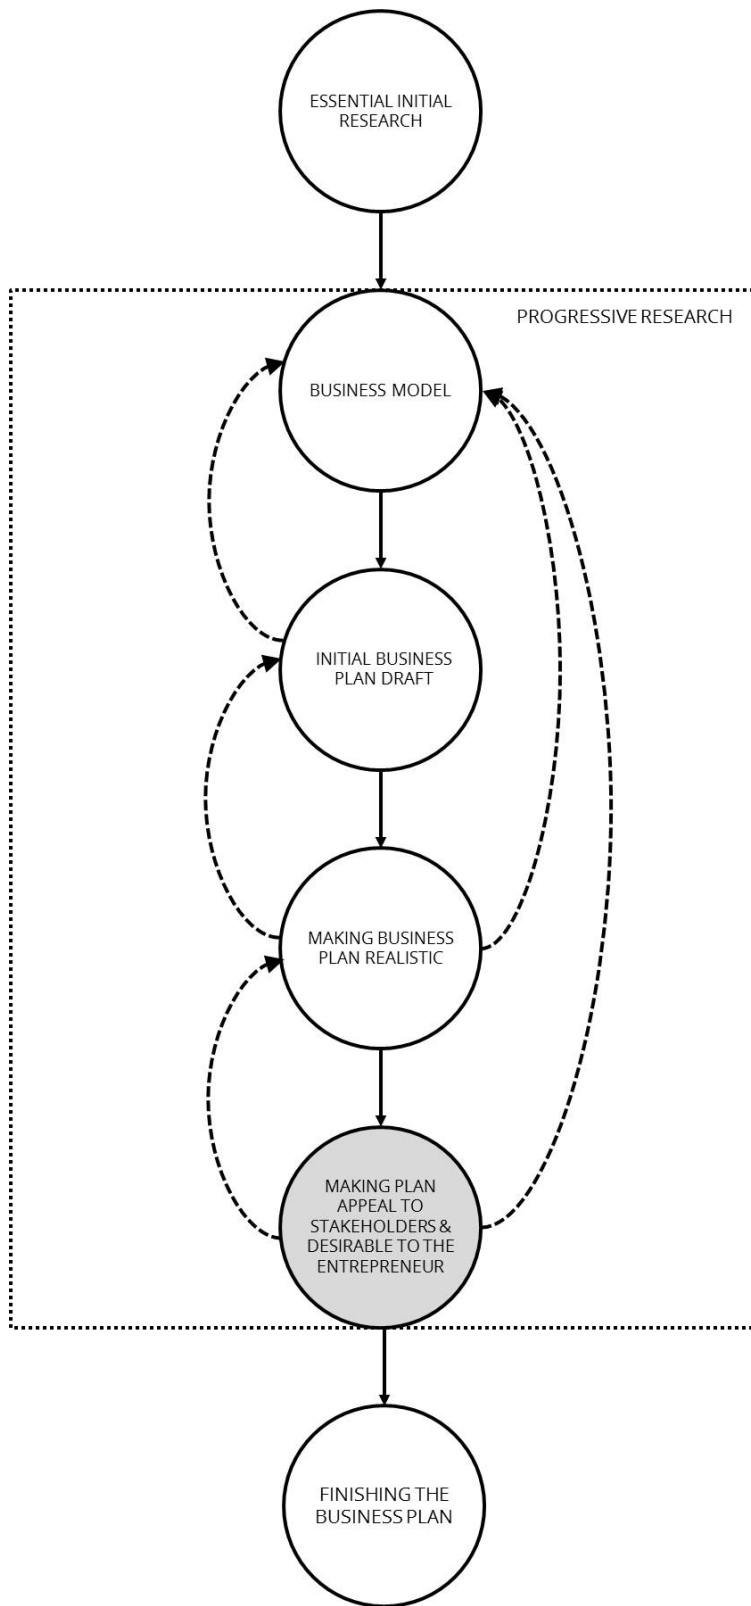 ESSENTIAL INITIAL
RESEARCH
PROGRESSIVE RESEARCH
BUSINESS MODEL
INITIAL BUSINESS
PLAN DRAFT
MAKING BUSINESS
PLAN REALISTIC
MAKING PLAN
APPEAL TO
STAKEHOLDERS &
DESIRABLE TO THE
ENTREPRENEUR
FINISHING THE
BUSINESS PLAN